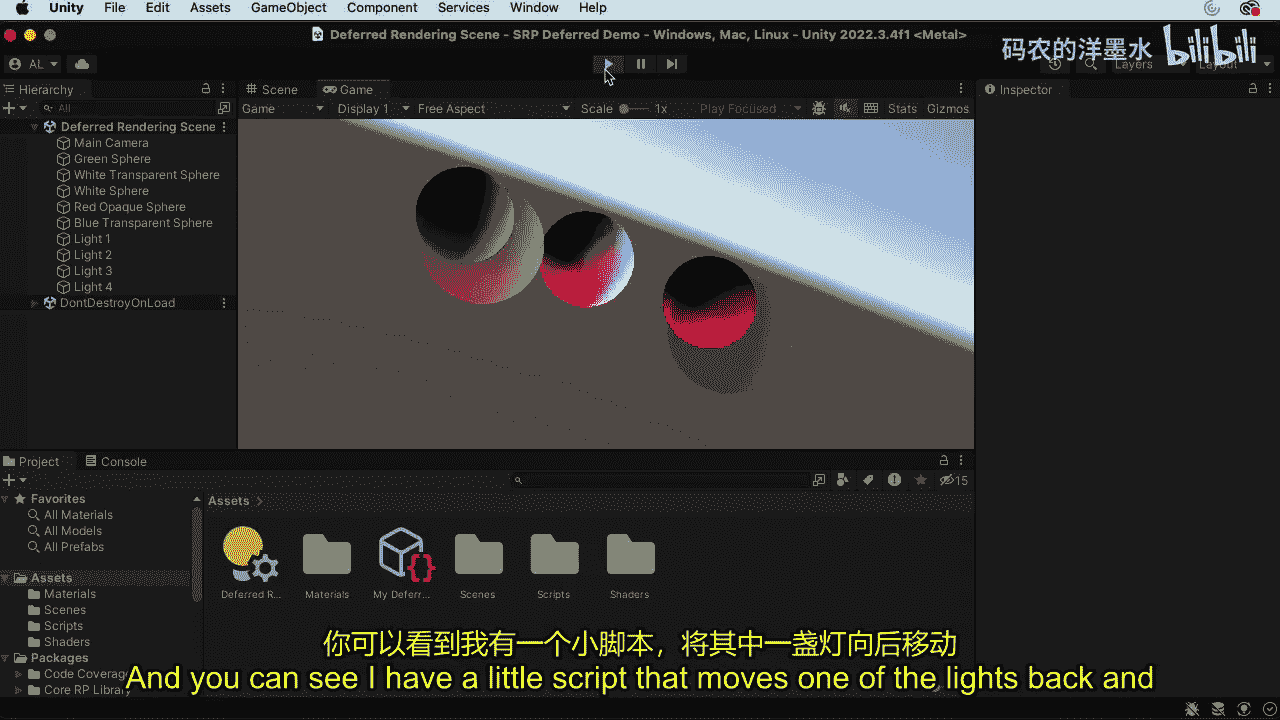 Unity File Edit Assets GameObject Component Services Window Help
Deferred Rendering Scene - SRP Deferred Demo - Windows, Mac, Linux - Unity 2022.3.4f1 <Metal>
码农的洋墨水 bilibili
AL Layers Layout
Hierarchy Scene Game Inspector
All Game Display 1 Free Aspect Scale 1x Play Focused Stats Gizmos
Deferred Rendering Scene
Main Camera
Green Sphere
White Transparent Sphere
White Sphere
Red Opaque Sphere
Blue Transparent Sphere
Light 1
Light 2
Light 3
Light 4
DontDestroyOnLoad
Project Console
15
Favorites
All Materials
All Models
All Prefabs
Assets
Materials
Scenes
Scripts
Shaders
Packages
Code Coverag
Core RP Library
Assets
Deferred R... Materials My Deferr... Scenes Scripts Shaders
你可以看到我有一个小脚本，将其中一盏灯向后移动
And you can see I have a little script that moves one of the lights back and